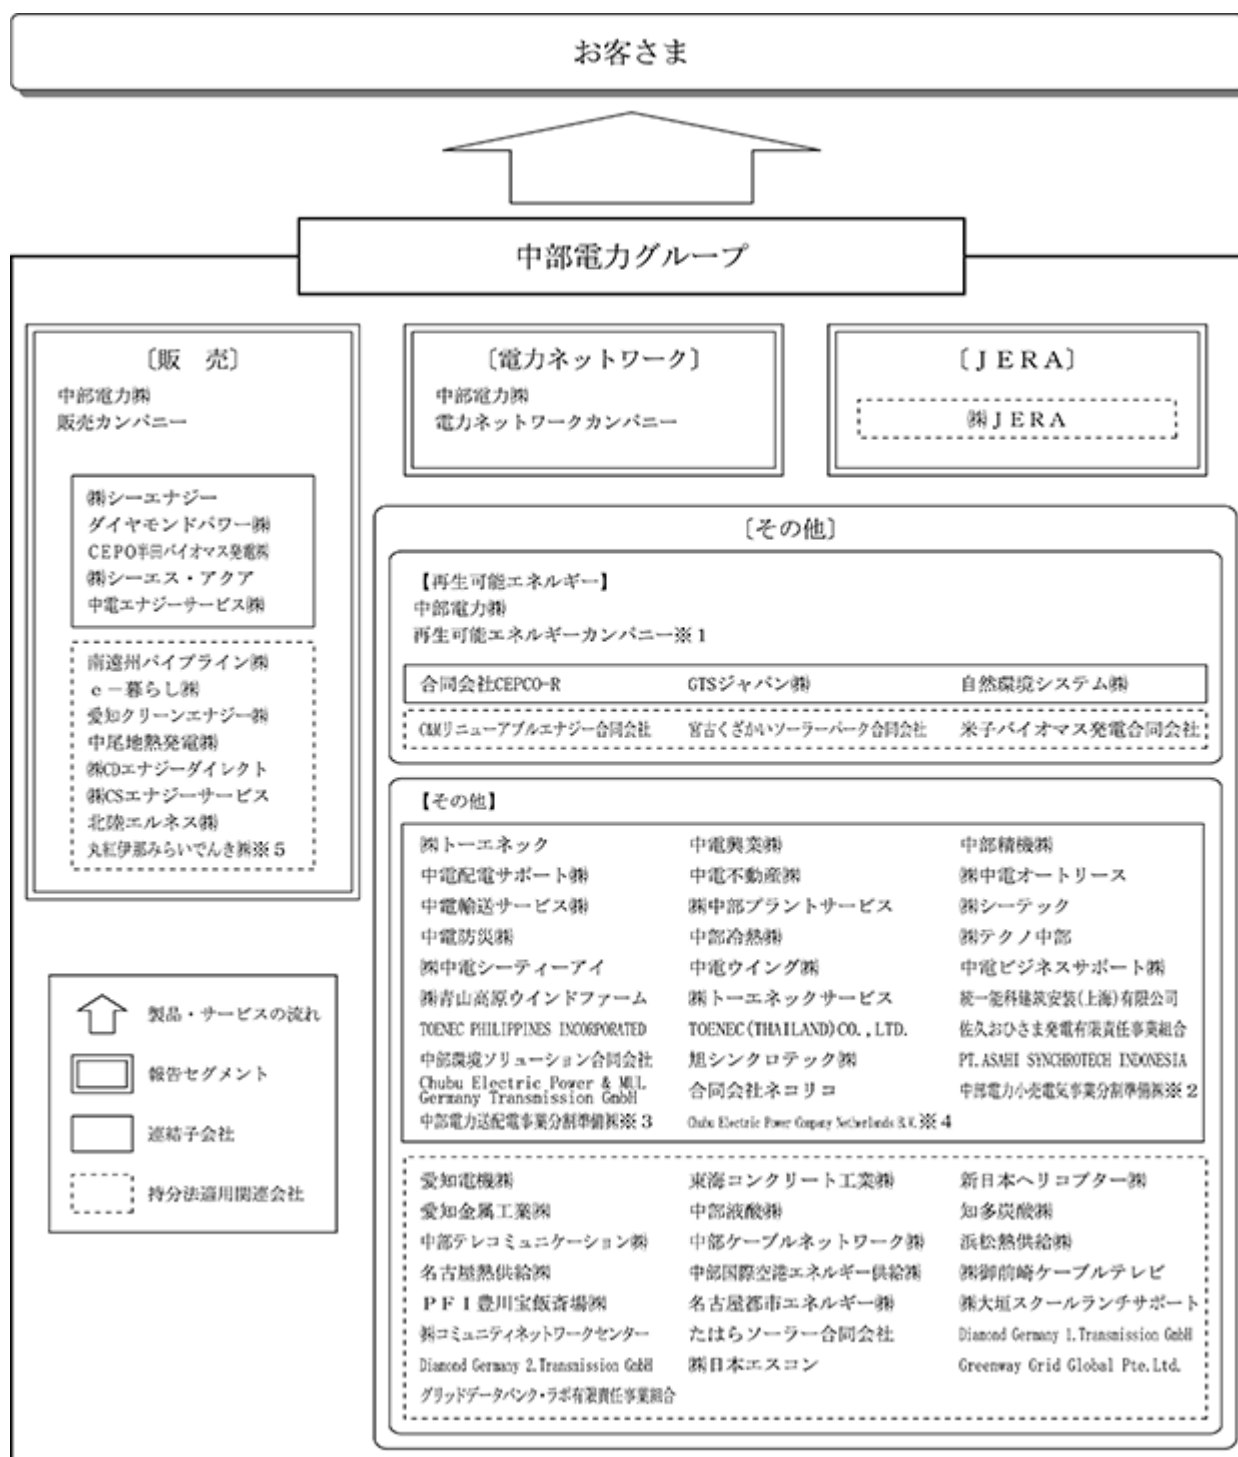 お客さま
中部電力グループ
〔販 売〕
中部電力㈱
販売カンパニー
㈱シーエナジー
ダイヤモンドパワー㈱
CEPO半田バイオマス発電㈱
㈱シーエス・アクア
中電エナジーサービス㈱
南遠州パイプライン㈱
e－暮らし㈱
愛知クリーンエナジー㈱
中尾地熱発電㈱
㈱CDエナジーダイレクト
㈱CSエナジーサービス
北陸エルネス㈱
丸紅伊那みらいでんき㈱※5
〔電力ネットワーク〕
中部電力㈱
電力ネットワークカンパニー
〔ＪＥＲＡ〕
㈱ＪＥＲＡ
〔その他〕
【再生可能エネルギー】
中部電力㈱
再生可能エネルギーカンパニー※1
合同会社CEPCO-R GTSジャパン㈱ 自然環境システム㈱
C&Mリニューアブルエナジー合同会社 宮古くざかいソーラーパーク合同会社 米子バイオマス発電合同会社
【その他】
㈱トーエネック 中電興業㈱ 中部精機㈱
中電配電サポート㈱ 中電不動産㈱ ㈱中電オートリース
中電輸送サービス㈱ ㈱中部プラントサービス ㈱シーテック
中電防災㈱ 中部冷熱㈱ ㈱テクノ中部
㈱中電シーティーアイ 中電ウイング㈱ 中電ビジネスサポート㈱
㈱青山高原ウインドファーム ㈱トーエネックサービス 統一能科建筑安装(上海)有限公司
TOENEC PHILIPPINES INCORPORATED TOENEC(THAILAND)CO.,LTD. 佐久おひさま発電有限責任事業組合
中部環境ソリューション合同会社 旭シンクロテック㈱ PT.ASAHI SYNCHROTECH INDONESIA
Chubu Electric Power & MUL Germany Transmission GmbH 合同会社ネコリコ 中部電力小売電気事業分割準備㈱※2
中部電力送配電事業分割準備㈱※3 Chubu Electric Power Company Netherlands B.V.※4
愛知電機㈱ 東海コンクリート工業㈱ 新日本ヘリコプター㈱
愛知金属工業㈱ 中部液酸㈱ 知多炭酸㈱
中部テレコミュニケーション㈱ 中部ケーブルネットワーク㈱ 浜松熱供給㈱
名古屋熱供給㈱ 中部国際空港エネルギー供給㈱ ㈱御前崎ケーブルテレビ
ＰＦＩ豊川宝飯斎場㈱ 名古屋都市エネルギー㈱ ㈱大垣スクールランチサポート
㈱コミュニティネットワークセンター たはらソーラー合同会社 Diamond Germany 1.Transmission GmbH
Diamond Germany 2.Transmission GmbH ㈱日本エスコン Greenway Grid Global Pte.Ltd.
グリッドデータバンク・ラボ有限責任事業組合
製品・サービスの流れ
報告セグメント
連結子会社
持分法適用関連会社